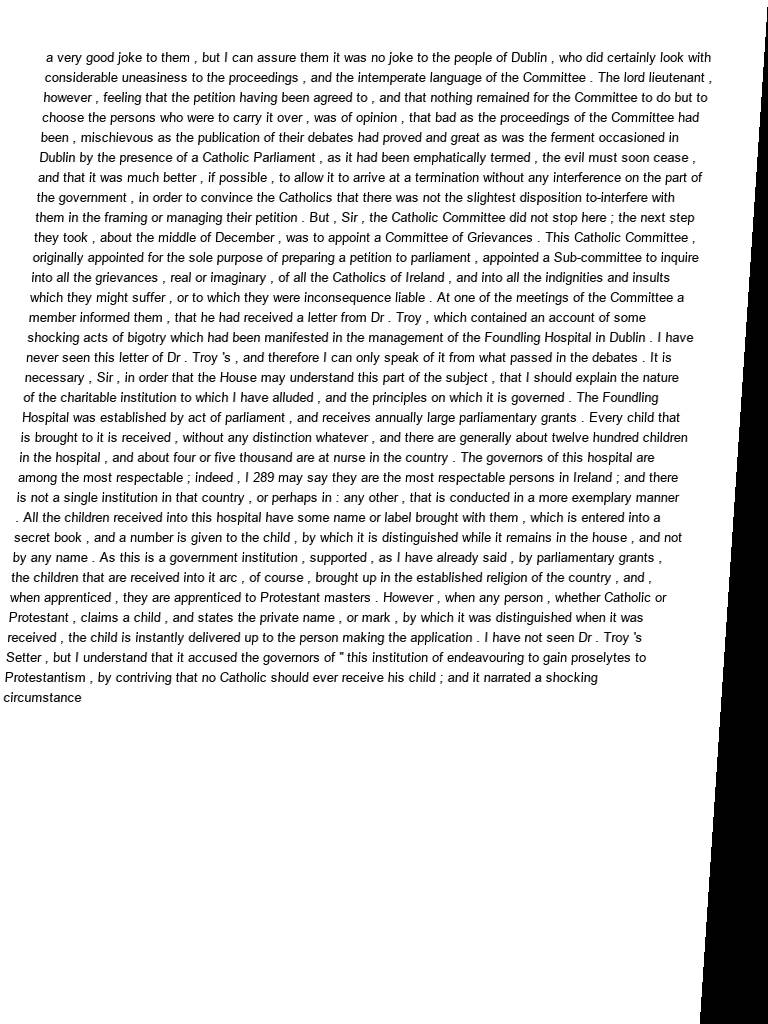 a very good joke to them , but I can assure them it was no joke to the people of Dublin , who did certainly look with
considerable uneasiness to the proceedings , and the intemperate language of the Committee . The lord lieutenant ,
however , feeling that the petition having been agreed to , and that nothing remained for the Committee to do but to
choose the persons who were to carry it over , was of opinion , that bad as the proceedings of the Committee had
been , mischievous as the publication of their debates had proved and great as was the ferment occasioned in
Dublin by the presence of a Catholic Parliament , as it had been emphatically termed , the evil must soon cease ,
and that it was much better , if possible , to allow it to arrive at a termination without any interference on the part of
the government , in order to convince the Catholics that there was not the slightest disposition to-interfere with
them in the framing or managing their petition . But , Sir , the Catholic Committee did not stop here ; the next step
they took , about the middle of December , was to appoint a Committee of Grievances . This Catholic Committee ,
originally appointed for the sole purpose of preparing a petition to parliament , appointed a Sub-committee to inquire
into all the grievances , real or imaginary , of all the Catholics of Ireland , and into all the indignities and insults
which they might suffer , or to which they were inconsequence liable . At one of the meetings of the Committee a
member informed them , that he had received a letter from Dr . Troy , which contained an account of some
shocking acts of bigotry which had been manifested in the management of the Foundling Hospital in Dublin . I have
never seen this letter of Dr . Troy 's , and therefore I can only speak of it from what passed in the debates . It is
necessary , Sir , in order that the House may understand this part of the subject , that I should explain the nature
of the charitable institution to which I have alluded , and the principles on which it is governed . The Foundling
Hospital was established by act of parliament , and receives annually large parliamentary grants . Every child that
is brought to it is received , without any distinction whatever , and there are generally about twelve hundred children
in the hospital , and about four or five thousand are at nurse in the country . The governors of this hospital are
among the most respectable ; indeed , I 289 may say they are the most respectable persons in Ireland ; and there
is not a single institution in that country , or perhaps in : any other , that is conducted in a more exemplary manner
. All the children received into this hospital have some name or label brought with them , which is entered into a
secret book , and a number is given to the child , by which it is distinguished while it remains in the house , and not
by any name . As this is a government institution , supported , as I have already said , by parliamentary grants ,
the children that are received into it arc , of course , brought up in the established religion of the country , and ,
when apprenticed , they are apprenticed to Protestant masters . However , when any person , whether Catholic or
Protestant , claims a child , and states the private name , or mark , by which it was distinguished when it was
received , the child is instantly delivered up to the person making the application . I have not seen Dr . Troy 's
Setter , but I understand that it accused the governors of " this institution of endeavouring to gain proselytes to
Protestantism , by contriving that no Catholic should ever receive his child ; and it narrated a shocking
circumstance